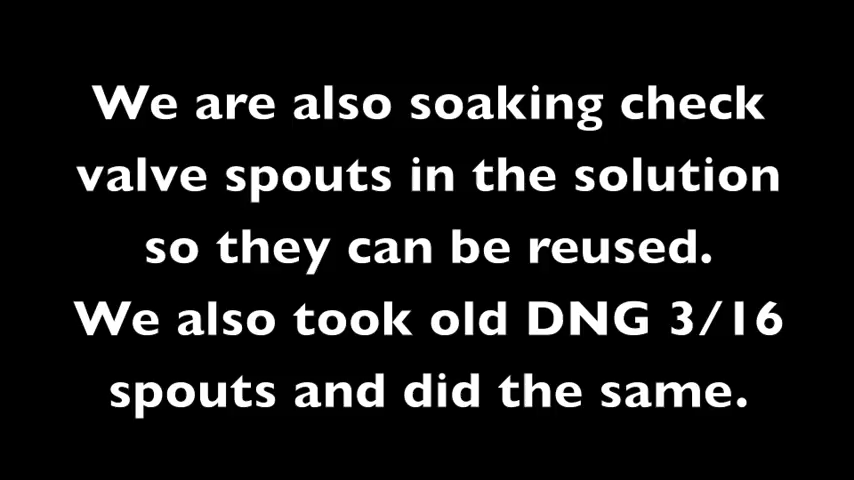 We are also soaking check
valve spouts in the solution
so they can be reused.
We also took old DNG 3/16
spouts and did the same.